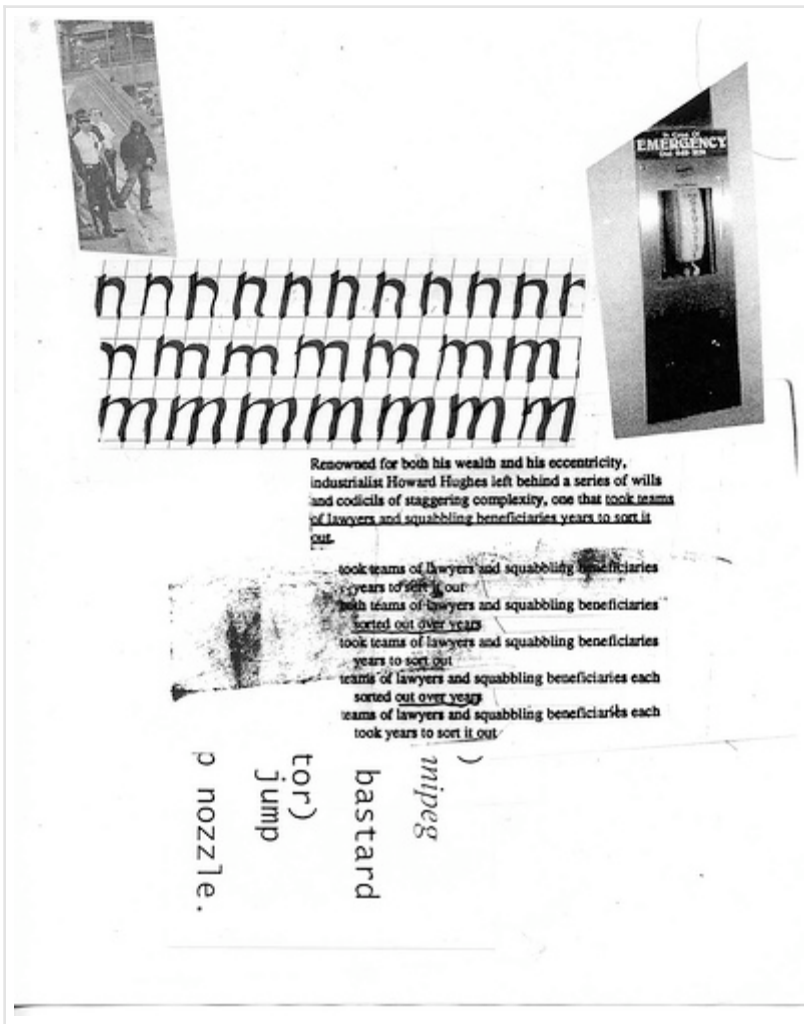 In Case Of
EMERGENCY
n n n n n n n n n n n
n m m m m m m
m m m m m m m
Renowned for both his wealth and his eccentricity,
industrialist Howard Hughes left behind a series of wills
and codicils of staggering complexity, one that took teams
of lawyers and squabbling beneficiaries years to sort it
out.
took teams of lawyers and squabbling beneficiaries
years to sort it out
both teams of lawyers and squabbling beneficiaries
sorted out over years
took teams of lawyers and squabbling beneficiaries
years to sort out
teams of lawyers and squabbling beneficiaries each
sorted out over years
teams of lawyers and squabbling beneficiaries each
took years to sort it out
)
nipeg
bastard
tor)
jump
p nozzle.